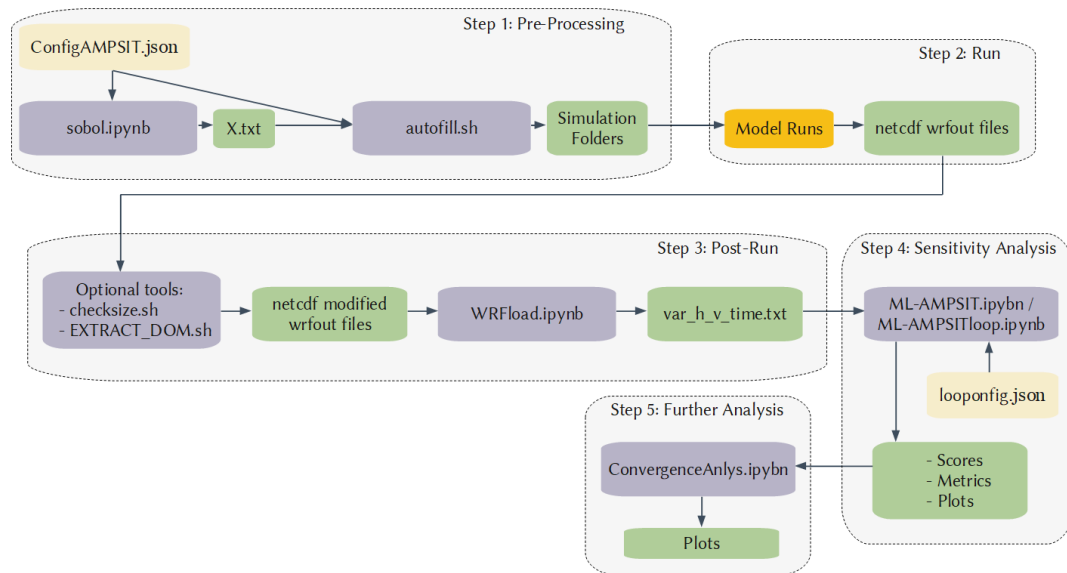 Step 1: Pre-Processing
ConfigAMPSIT.json
sobol.ipynb
X.txt
autofill.sh
Simulation
Folders
Step 2: Run
Model Runs
netcdf wrfout files
Step 3: Post-Run
Optional tools:
- checksize.sh
- EXTRACT_DOM.sh
netcdf modified
wrfout files
WRFload.ipynb
var_h_v_time.txt
Step 4: Sensitivity Analysis
ML-AMPSIT.ipybn /
ML-AMPSITloop.ipynb
looponfig.json
- Scores
- Metrics
- Plots
Step 5: Further Analysis
ConvergenceAnlys.ipybn
Plots